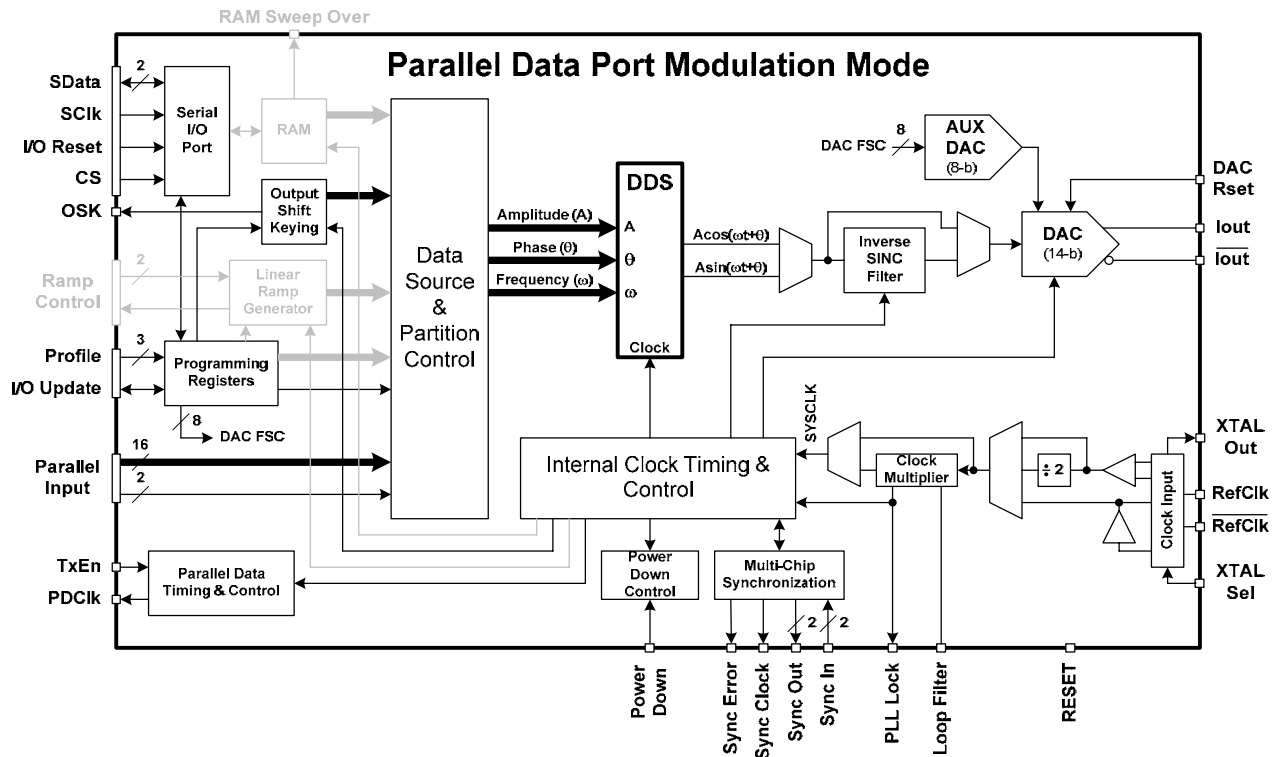 RAM Sweep Over
Parallel Data Port Modulation Mode
SData
2
SClk
I/O Reset
CS
OSK
Ramp
Control
2
Profile
3
I/O Update
Parallel
Input
16
2
TxEn
PDClk
Serial
I/O
Port
RAM
Output
Shift
Keying
Linear
Ramp
Generator
Programming
Registers
8
DAC FSC
Parallel Data
Timing & Control
Data
Source
&
Partition
Control
Amplitude (A)
Phase (θ)
Frequency (ω)
DDS
A
θ
ω
Clock
Acos(ωt+θ)
Asin(ωt+θ)
Inverse
SINC
Filter
DAC FSC
8
AUX
DAC
(8-b)
DAC
(14-b)
DAC
Rset
Iout
Iout
Internal Clock Timing &
Control
SYSCLK
Clock
Multiplier
÷ 2
Clock Input
XTAL
Out
RefClk
RefClk
XTAL
Sel
Power
Down
Control
Multi-Chip
Synchronization
2
2
Power
Down
Sync Error
Sync Clock
Sync Out
Sync In
PLL Lock
Loop Filter
RESET